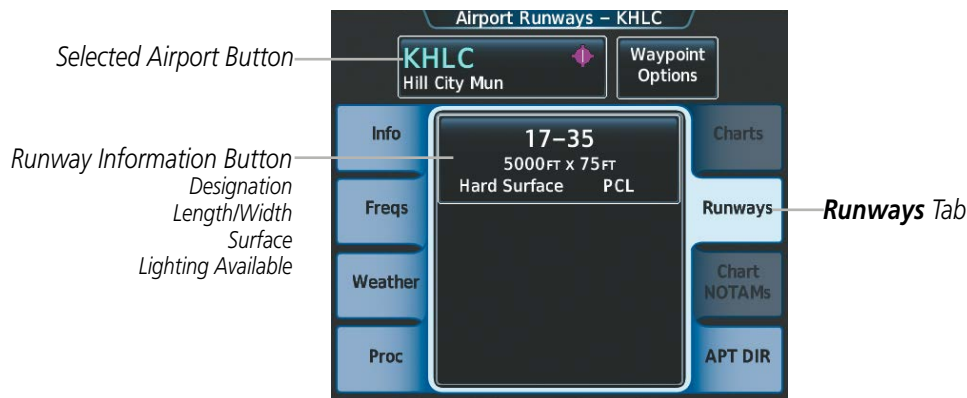 Airport Runways – KHLC
Selected Airport Button
KHLC
Hill City Mun
Waypoint
Options
Info
Freqs
Weather
Proc
17–35
5000FT X 75FT
Hard Surface PCL
Charts
Runways
Chart
NOTAMs
APT DIR
Runway Information Button
Designation
Length/Width
Surface
Lighting Available
Runways Tab